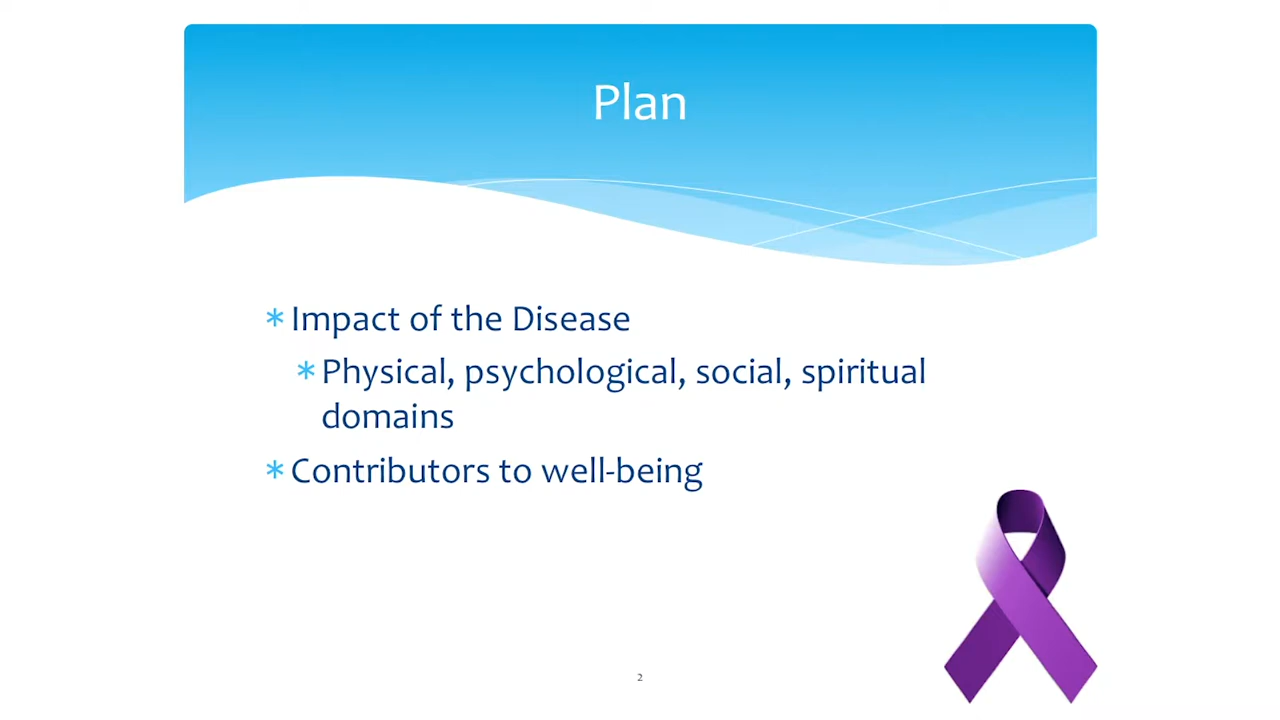 Plan
* Impact of the Disease
* Physical, psychological, social, spiritual
domains
* Contributors to well-being
2